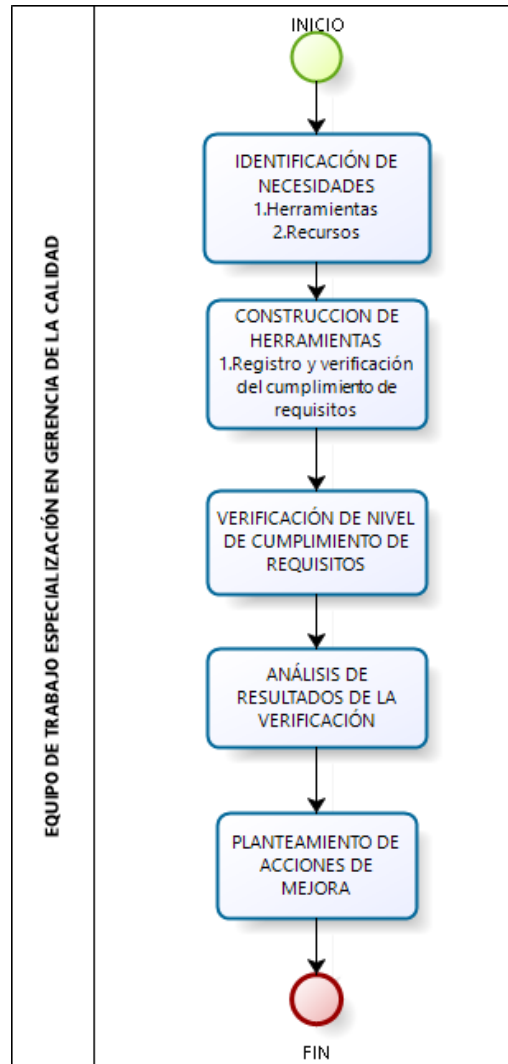 EQUIPO DE TRABAJO ESPECIALIZACIÓN EN GERENCIA DE LA CALIDAD
INICIO
IDENTIFICACIÓN DE
NECESIDADES
1.Herramientas
2.Recursos
CONSTRUCCION DE
HERRAMIENTAS
1.Registro y verificación
del cumplimiento de
requisitos
VERIFICACIÓN DE NIVEL
DE CUMPLIMIENTO DE
REQUISITOS
ANÁLISIS DE
RESULTADOS DE LA
VERIFICACIÓN
PLANTEAMIENTO DE
ACCIONES DE
MEJORA
FIN